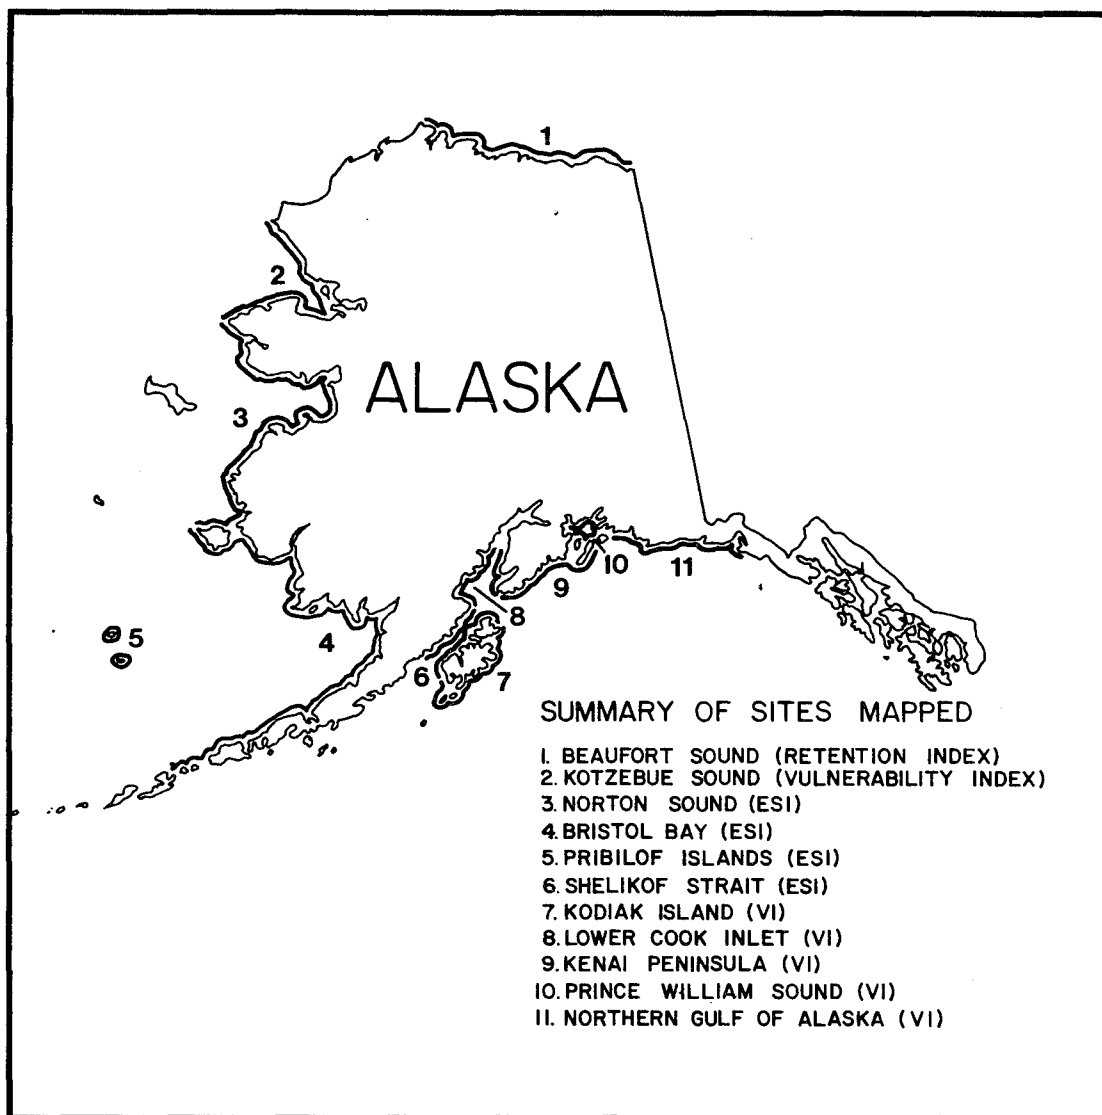 1
2
ALASKA
3
10
11
9
8
5
4
6
7
SUMMARY OF SITES MAPPED
1. BEAUFORT SOUND (RETENTION INDEX)
2. KOTZEBUE SOUND (VULNERABILITY INDEX)
3. NORTON SOUND (ESI)
4. BRISTOL BAY (ESI)
5. PRIBILOF ISLANDS (ESI)
6. SHELIKOF STRAIT (ESI)
7. KODIAK ISLAND (VI)
8. LOWER COOK INLET (VI)
9. KENAI PENINSULA (VI)
10. PRINCE WILLIAM SOUND (VI)
11. NORTHERN GULF OF ALASKA (VI)